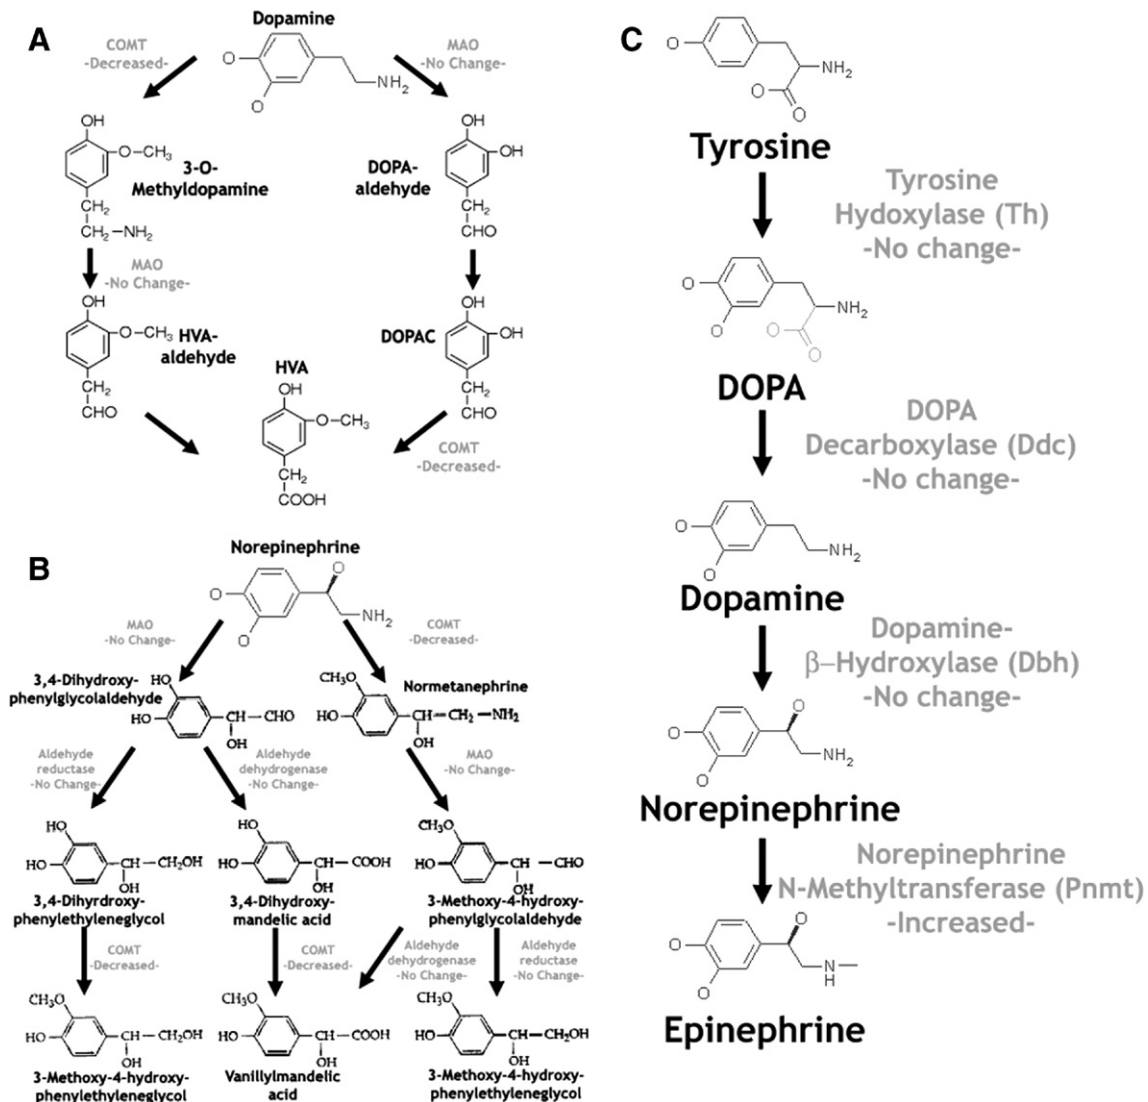 A
Dopamine
COMT
-Decreased-
MAO
-No Change-
O
O
NH2
OH
O-CH3
3-O-
Methyldopamine
CH2
CH2-NH2
DOPA-
aldehyde
OH
OH
CH2
CHO
MAO
-No Change-
OH
O-CH3
HVA-
aldehyde
CH2
CHO
DOPAC
OH
OH
CH2
CHO
HVA
OH
O-CH3
CH2
COOH
COMT
-Decreased-
B
Norepinephrine
O
O
O
NH2
MAO
-No Change-
COMT
-Decreased-
3,4-Dihydroxy-
phenylglycolaldehyde
HO
HO
CH-CHO
OH
CH3O
Normetanephrine
HO
CH-CH2-NH2
OH
Aldehyde
reductase
-No Change-
Aldehyde
dehydrogenase
-No Change-
MAO
-No Change-
HO
HO
CH-CH2OH
OH
3,4-Dihyrdroxy-
phenylethyleneglycol
HO
HO
CH-COOH
OH
3,4-Dihydroxy-
mandelic acid
CH3O
HO
CH-CHO
OH
3-Methoxy-4-hydroxy-
phenylglycolaldehyde
COMT
-Decreased-
COMT
-Decreased-
Aldehyde
dehydrogenase
-No Change-
Aldehyde
reductase
-No Change-
CH3O
HO
CH-CH2OH
OH
3-Methoxy-4-hydroxy-
phenylethyleneglycol
CH3O
HO
CH-COOH
OH
Vanillylmandelic
acid
CH3O
HO
CH-CH2OH
OH
3-Methoxy-4-hydroxy-
phenylethyleneglycol
C
O
NH2
O
O
Tyrosine
Tyrosine
Hydoxylase (Th)
-No change-
O
O
NH2
O
O
DOPA
DOPA
Decarboxylase (Ddc)
-No change-
O
O
NH2
Dopamine
Dopamine-
β-Hydroxylase (Dbh)
-No change-
O
O
O
NH2
Norepinephrine
Norepinephrine
N-Methyltransferase (Pnmt)
-Increased-
O
O
O
N
H
Epinephrine